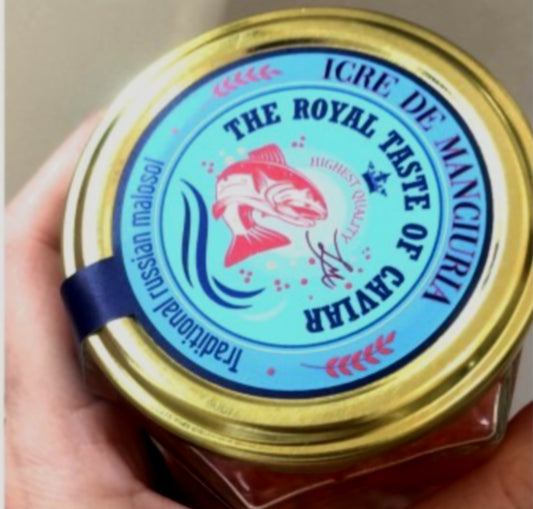 ICRE DE MANCIURIA
THE ROYAL TASTE OF CAVIAR
HIGHEST QUALITY
Traditional russian malosol